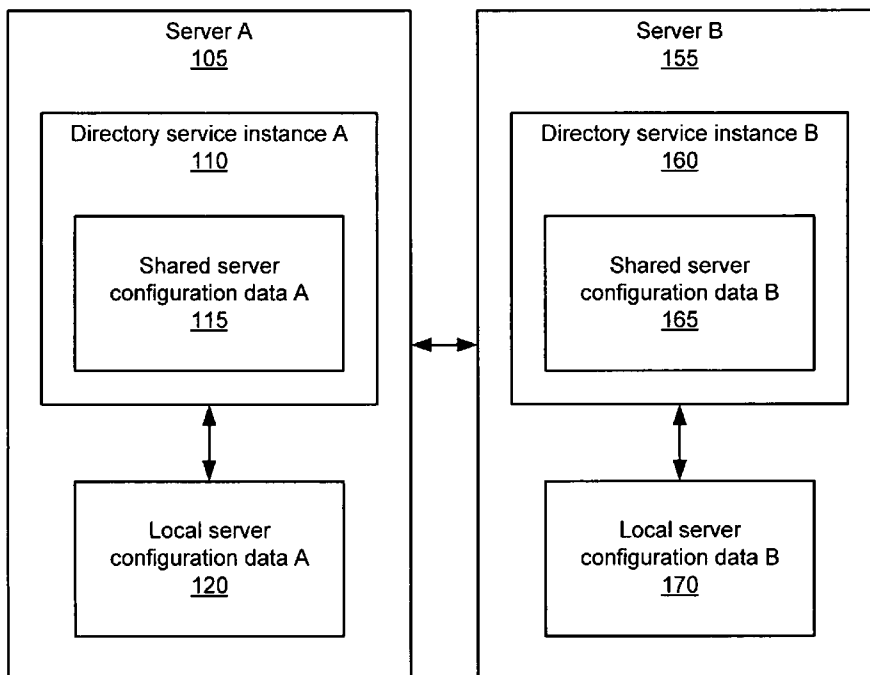 Server A
105
Directory service instance A
110
Shared server
configuration data A
115
Local server
configuration data A
120
Server B
155
Directory service instance B
160
Shared server
configuration data B
165
Local server
configuration data B
170